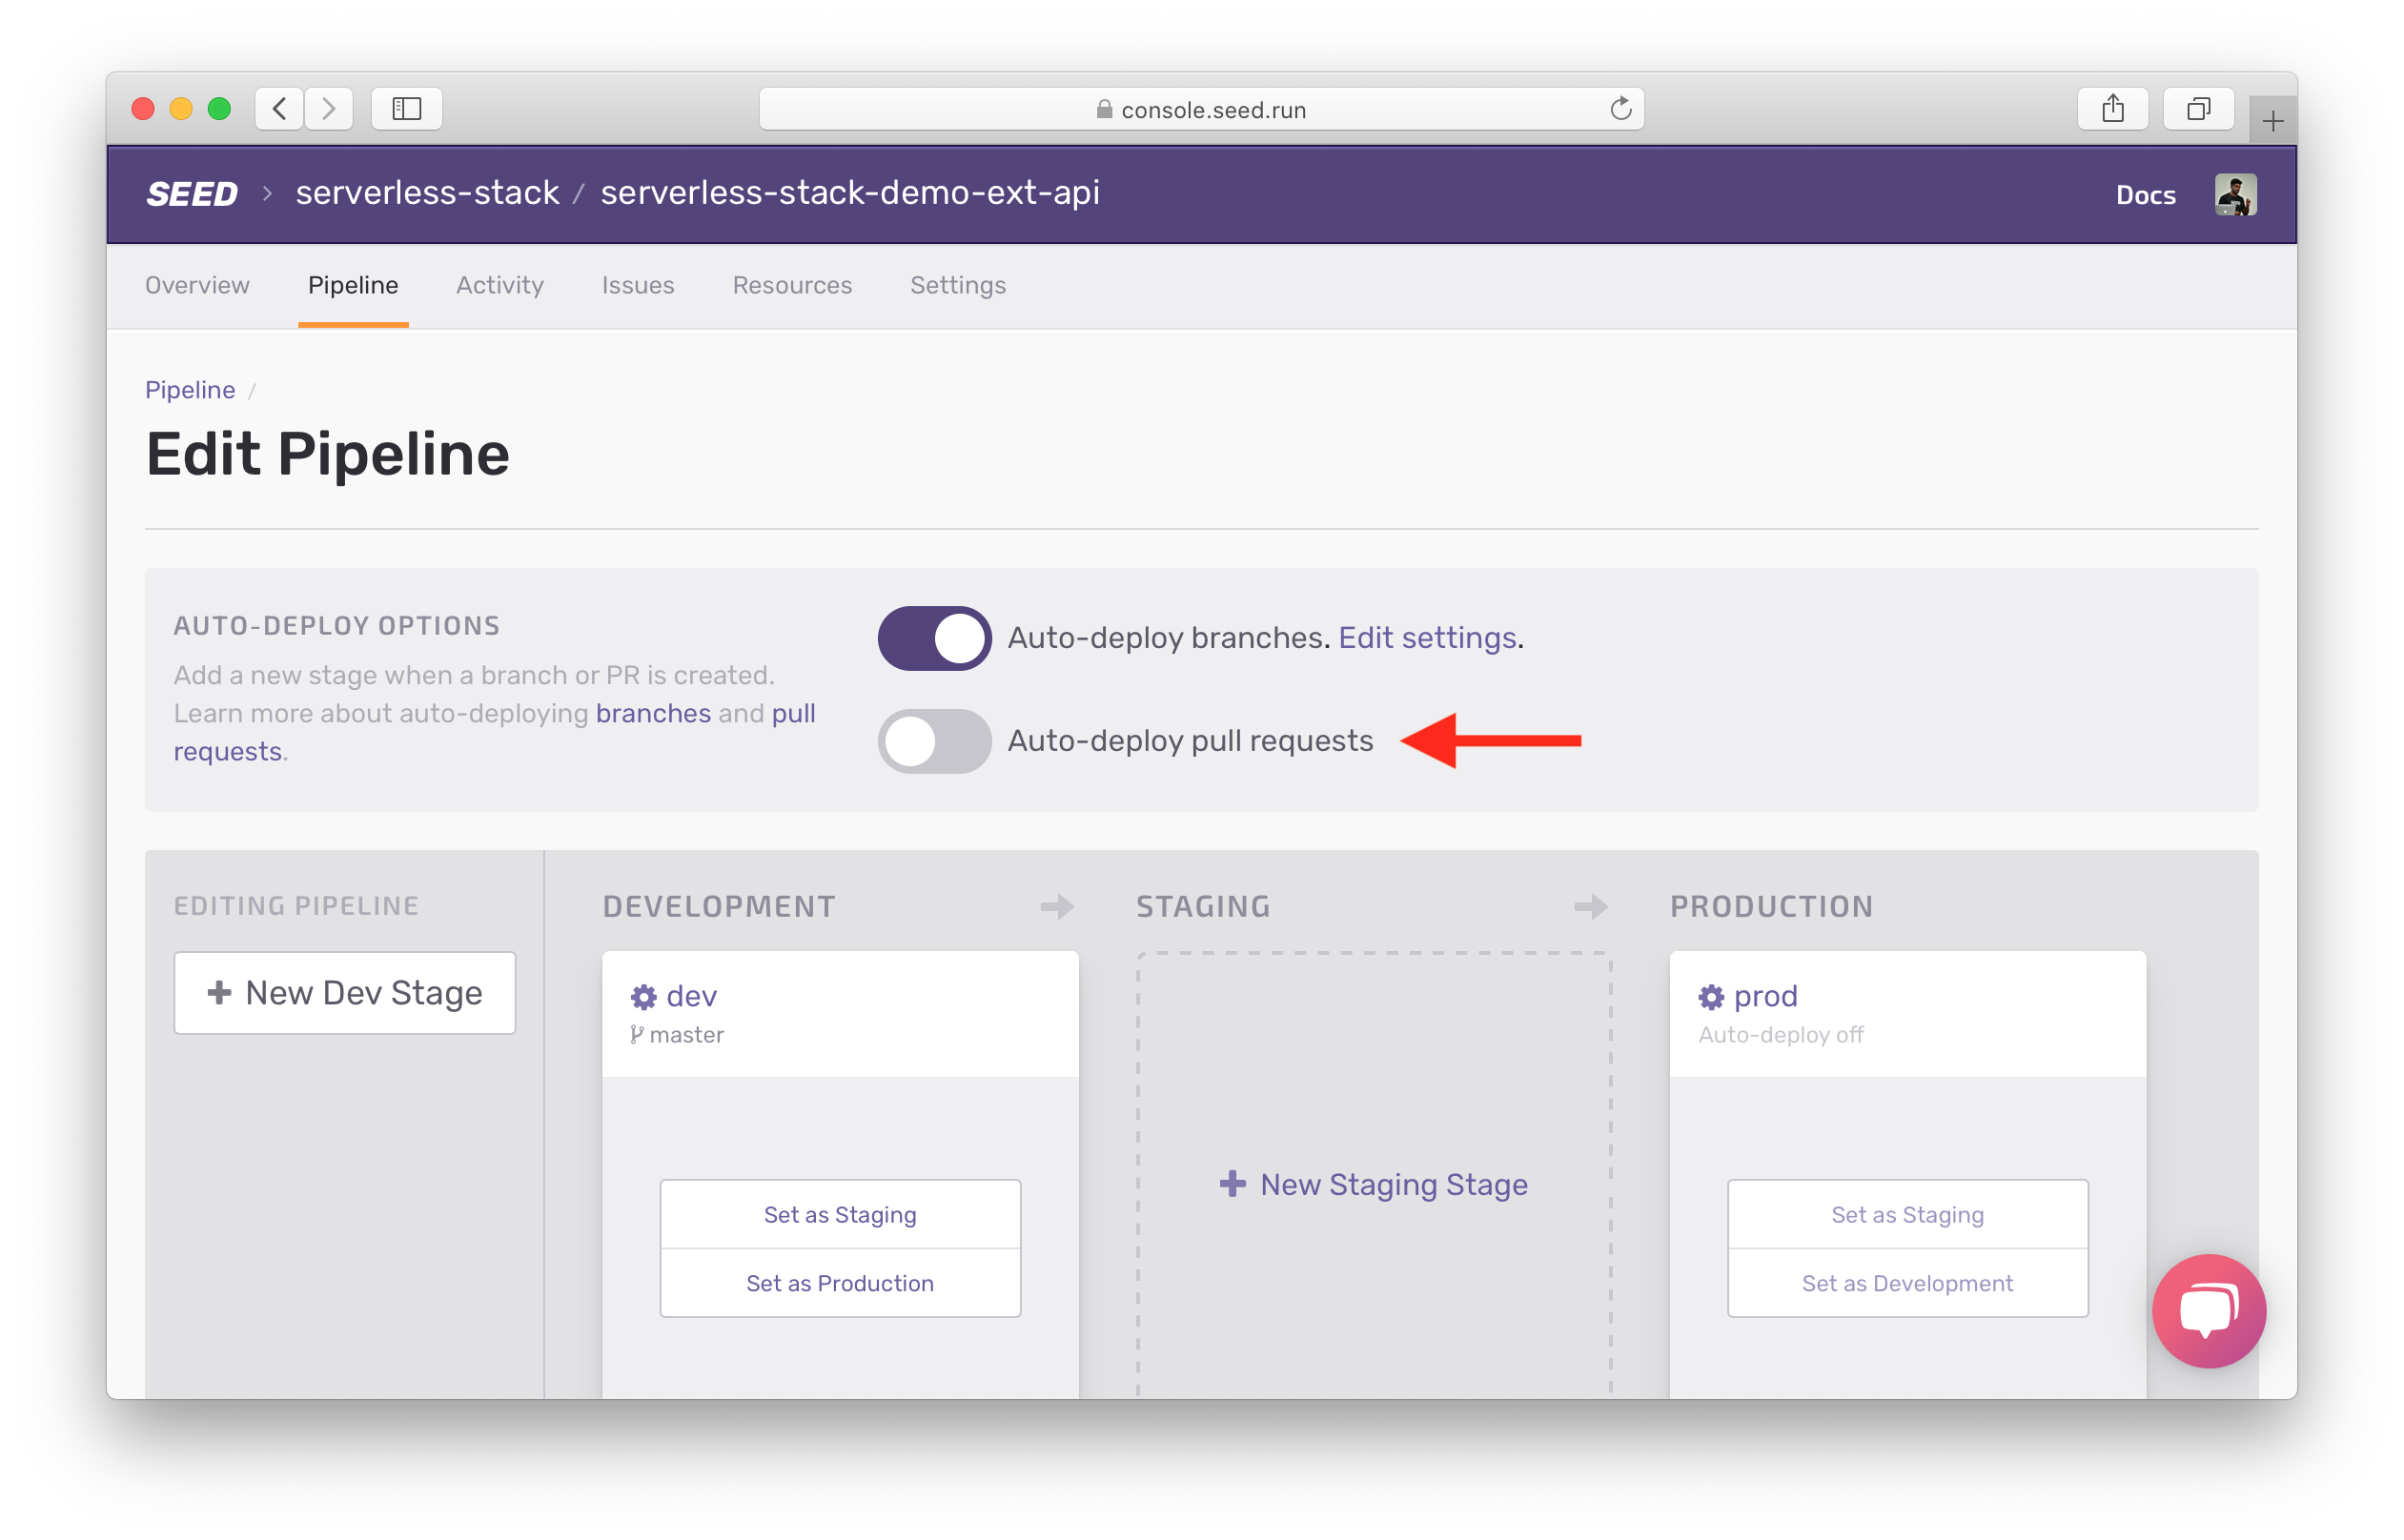 console.seed.run
SEED > serverless-stack / serverless-stack-demo-ext-api
Docs
Overview
Pipeline
Activity
Issues
Resources
Settings
Pipeline /
Edit Pipeline
AUTO-DEPLOY OPTIONS
Add a new stage when a branch or PR is created.
Learn more about auto-deploying branches and pull
requests.
Auto-deploy branches. Edit settings.
Auto-deploy pull requests
EDITING PIPELINE
+ New Dev Stage
DEVELOPMENT
dev
master
Set as Staging
Set as Production
STAGING
+ New Staging Stage
PRODUCTION
prod
Auto-deploy off
Set as Staging
Set as Development